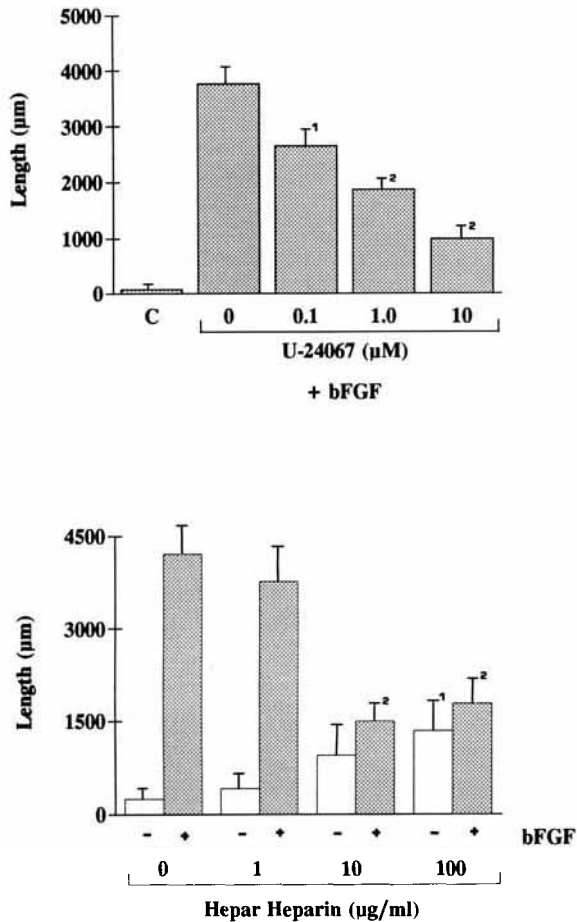 5000
4000
3000
2000
1000
0
Length (µm)
1
2
2
C 0 0.1 1.0 10
U-24067 (µM)
+ bFGF
4500
3000
1500
0
Length (µm)
2
1
2
- + - + - + - + bFGF
0 1 10 100
Hepar Heparin (µg/ml)